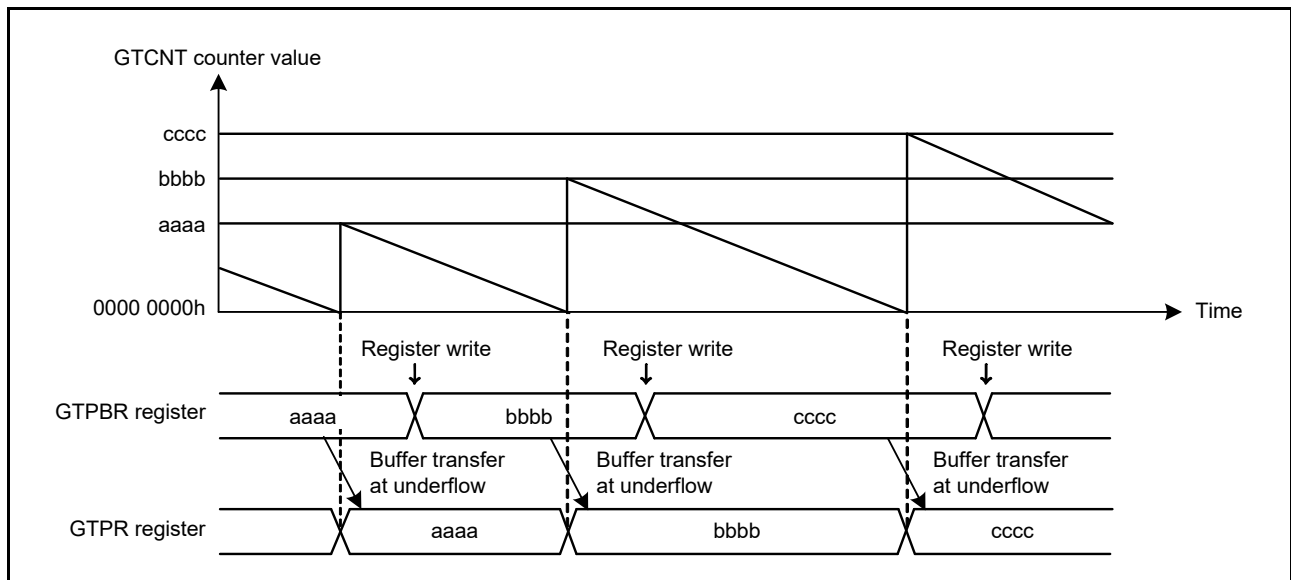 GTCNT counter value
cccc
bbbb
aaaa
0000 0000h
Time
Register write
Register write
Register write
GTPBR register
aaaa
bbbb
cccc
Buffer transfer
at underflow
Buffer transfer
at underflow
Buffer transfer
at underflow
GTPR register
aaaa
bbbb
cccc